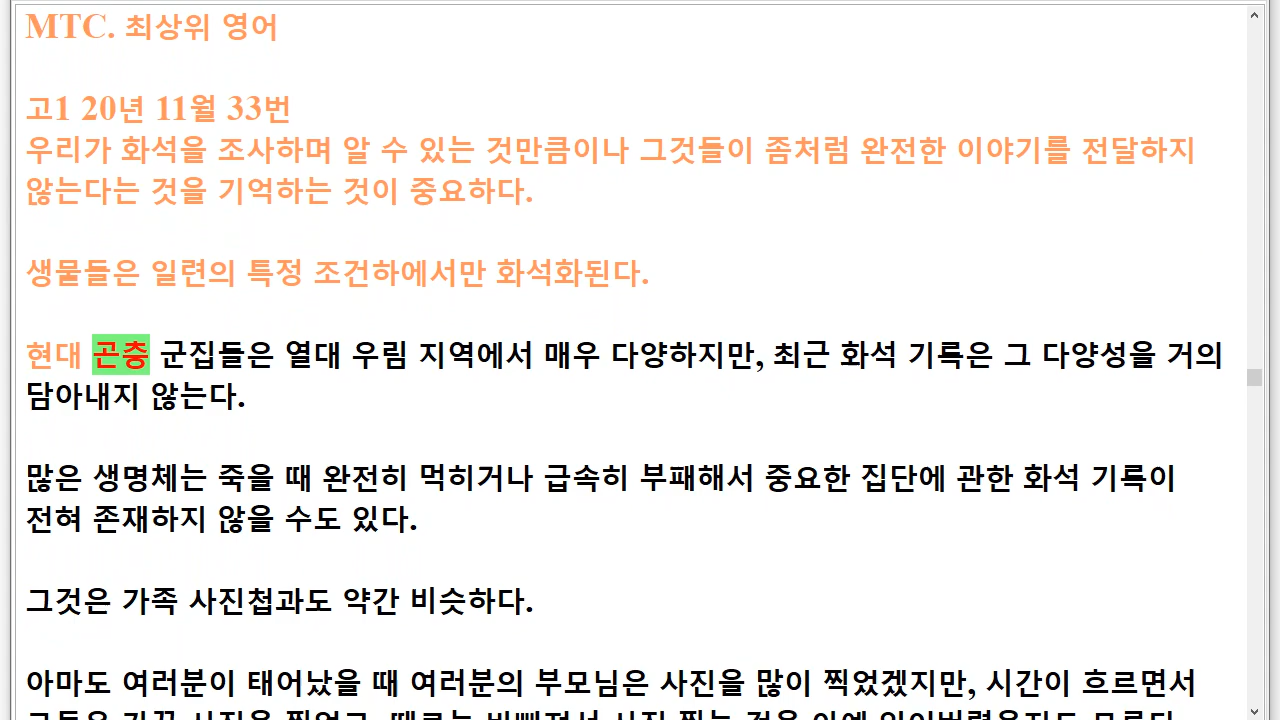 MTC. 최상위 영어
고1 20년 11월 33번
우리가 화석을 조사하며 알 수 있는 것만큼이나 그것들이 좀처럼 완전한 이야기를 전달하지
않는다는 것을 기억하는 것이 중요하다.
생물들은 일련의 특정 조건하에서만 화석화된다.
현대 곤충 군집들은 열대 우림 지역에서 매우 다양하지만, 최근 화석 기록은 그 다양성을 거의
담아내지 않는다.
많은 생명체는 죽을 때 완전히 먹히거나 급속히 부패해서 중요한 집단에 관한 화석 기록이
전혀 존재하지 않을 수도 있다.
그것은 가족 사진첩과도 약간 비슷하다.
아마도 여러분이 태어났을 때 여러분의 부모님은 사진을 많이 찍었겠지만, 시간이 흐르면서